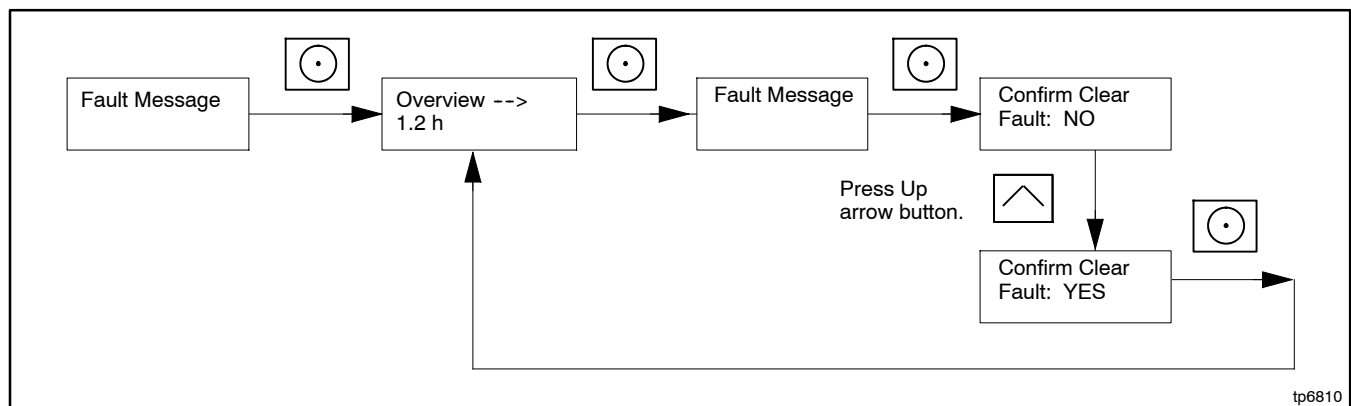 Fault Message
Overview -->
1.2 h
Fault Message
Confirm Clear
Fault: NO
Press Up
arrow button.
Confirm Clear
Fault: YES
tp6810